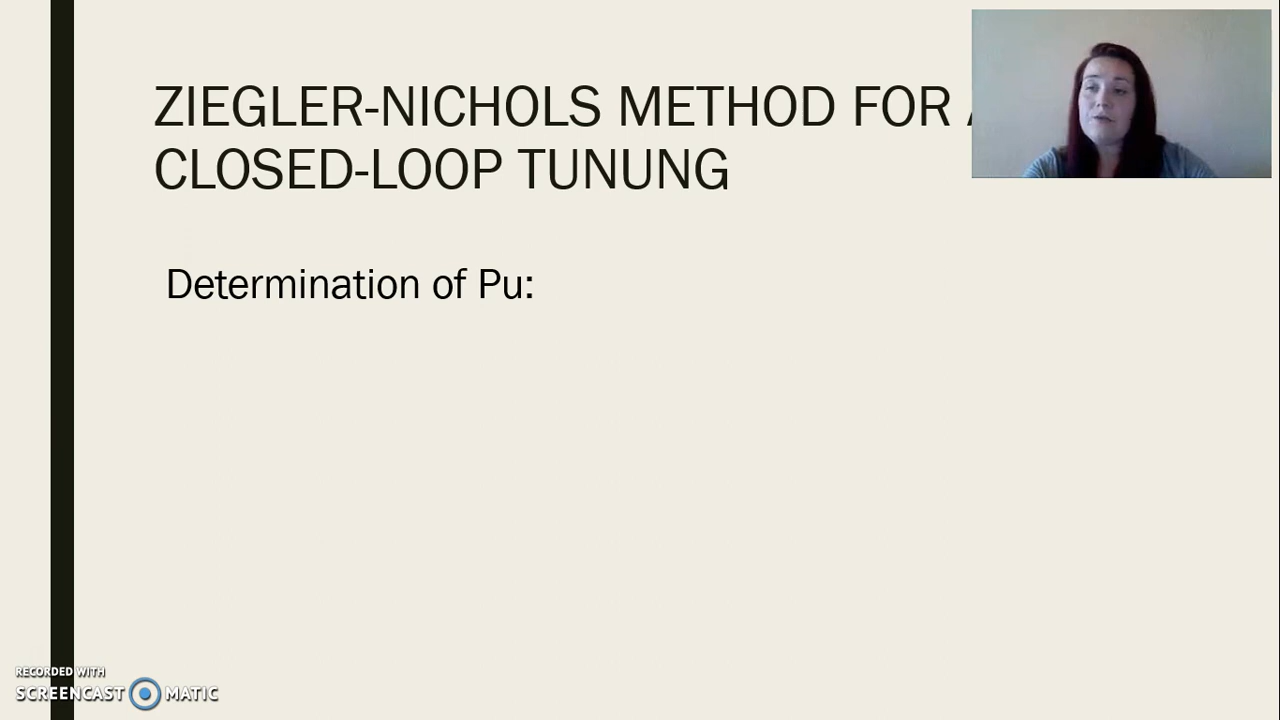 ZIEGLER-NICHOLS METHOD FOR
CLOSED-LOOP TUNUNG
Determination of Pu:
RECORDED WITH
SCREENCAST MATIC